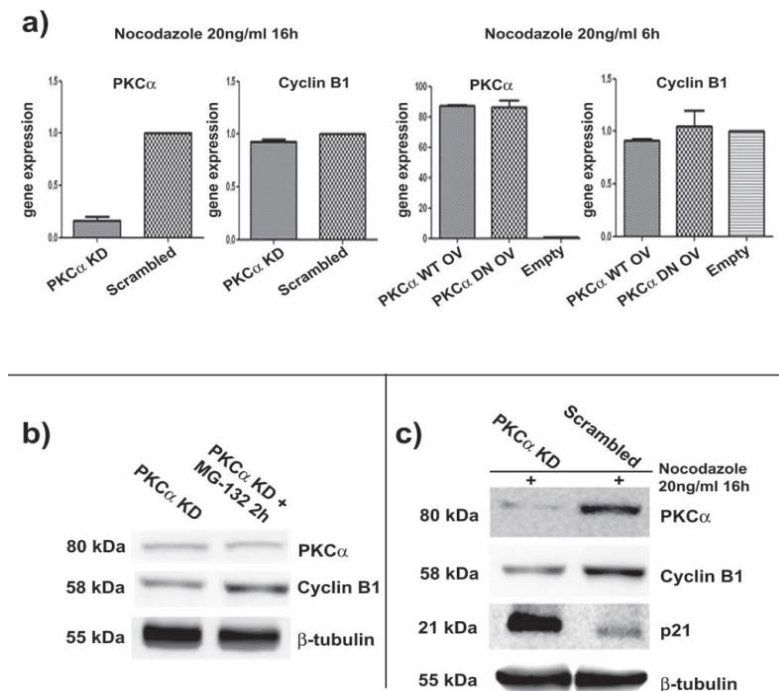 a)
Nocodazole 20ng/ml 16h
PKCα
gene expression
1.5
1.0
0.5
0.0
PKCα KD
Scrambled
Cyclin B1
gene expression
1.5
1.0
0.5
0.0
PKCα KD
Scrambled
Nocodazole 20ng/ml 6h
PKCα
gene expression
100
80
60
40
20
0
PKCα WT OV
PKCα DN OV
Empty
Cyclin B1
gene expression
1.5
1.0
0.5
0.0
PKCα WT OV
PKCα DN OV
Empty
b)
PKCα KD
PKCα KD +
MG-132 2h
80 kDa
PKCα
58 kDa
Cyclin B1
55 kDa
β-tubulin
c)
PKCα KD
Scrambled
+
+
Nocodazole
20ng/ml 16h
80 kDa
PKCα
58 kDa
Cyclin B1
21 kDa
p21
55 kDa
β-tubulin